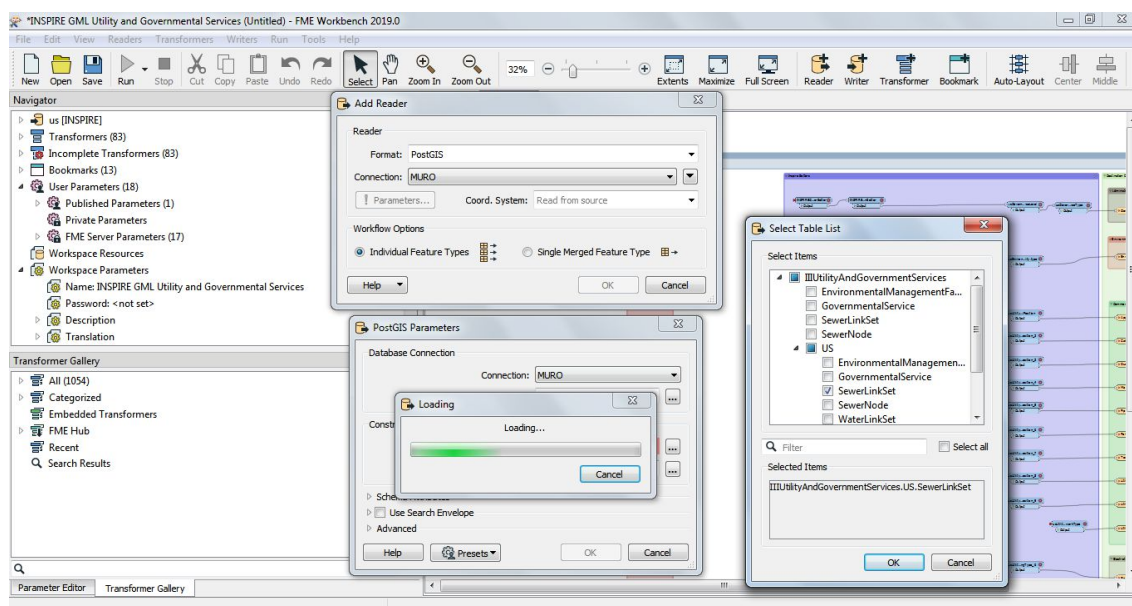 *INSPIRE GML Utility and Governmental Services (Untitled) - FME Workbench 2019.0
File Edit View Readers Transformers Writers Run Tools Help
New Open Save Run Stop Cut Copy Paste Undo Redo Select Pan Zoom In Zoom Out 32% Extents Maximize Full Screen Reader Writer Transformer Bookmark Auto-Layout Center Middle
Navigator
us [INSPIRE]
Transformers (83)
Incomplete Transformers (83)
Bookmarks (13)
User Parameters (18)
Published Parameters (1)
Private Parameters
FME Server Parameters (17)
Workspace Resources
Workspace Parameters
Name: INSPIRE GML Utility and Governmental Services
Password: <not set>
Description
Translation
Transformer Gallery
All (1054)
Categorized
Embedded Transformers
FME Hub
Recent
Search Results
Parameter Editor Transformer Gallery
Add Reader
Reader
Format: PostGIS
Connection: MURO
! Parameters... Coord. System: Read from source
Workflow Options
Individual Feature Types Single Merged Feature Type
Help OK Cancel
PostGIS Parameters
Database Connection
Connection: MURO
...
Loading
Loading...
Cancel
Constr
...
...
Use Search Envelope
Advanced
Help Presets OK Cancel
Select Table List
Select Items
IIIUtilityAndGovernmentServices
EnvironmentalManagementFa...
GovernmentalService
SewerLinkSet
SewerNode
US
EnvironmentalManagemen...
GovernmentalService
SewerLinkSet
SewerNode
WaterLinkSet
Filter Select all
Selected Items
IIIUtilityAndGovernmentServices.US.SewerLinkSet
OK Cancel